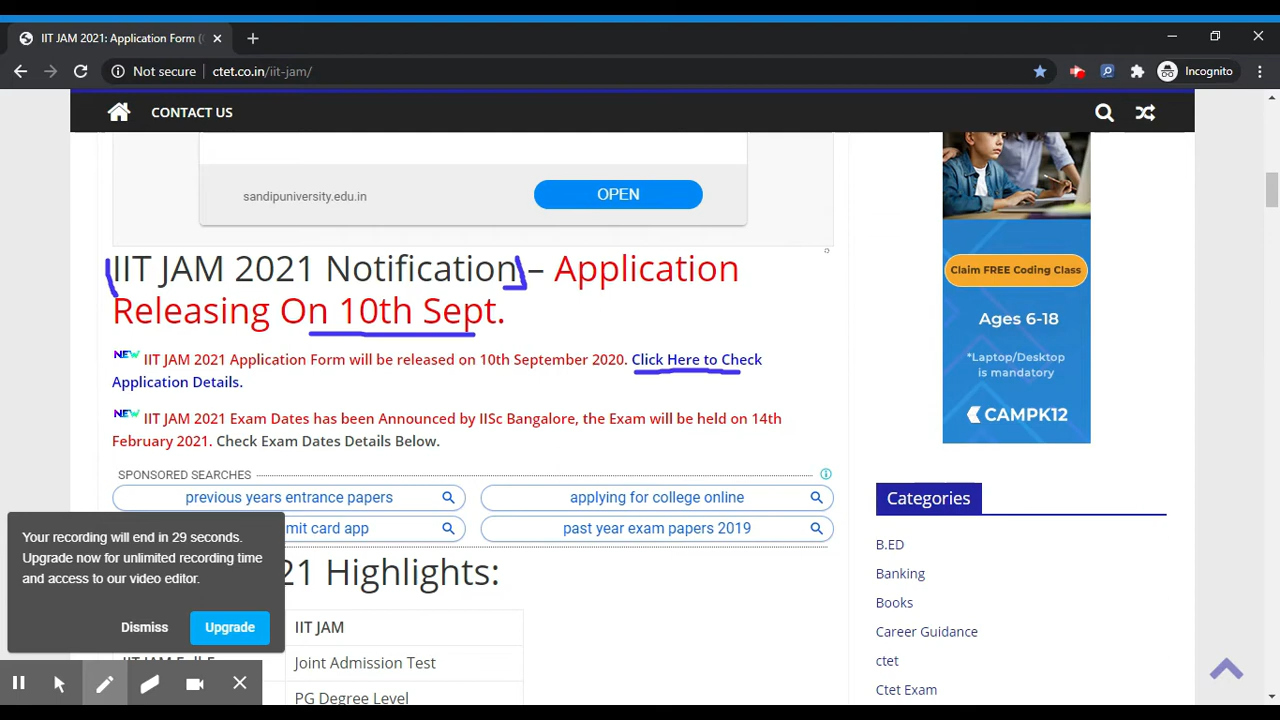 IIT JAM 2021: Application Form (
Not secure
ctet.co.in/iit-jam/
Incognito
CONTACT US
sandipuniversity.edu.in
OPEN
IIT JAM 2021 Notification – Application
Releasing On 10th Sept.
NEW IIT JAM 2021 Application Form will be released on 10th September 2020. Click Here to Check
Application Details.
NEW IIT JAM 2021 Exam Dates has been Announced by IISc Bangalore, the Exam will be held on 14th
February 2021. Check Exam Dates Details Below.
SPONSORED SEARCHES
previous years entrance papers
applying for college online
mit card app
past year exam papers 2019
21 Highlights:
IIT JAM
Joint Admission Test
PG Degree Level
Your recording will end in 29 seconds.
Upgrade now for unlimited recording time
and access to our video editor.
Dismiss
Upgrade
Claim FREE Coding Class
Ages 6-18
*Laptop/Desktop
is mandatory
CAMPK12
Categories
B.ED
Banking
Books
Career Guidance
ctet
Ctet Exam